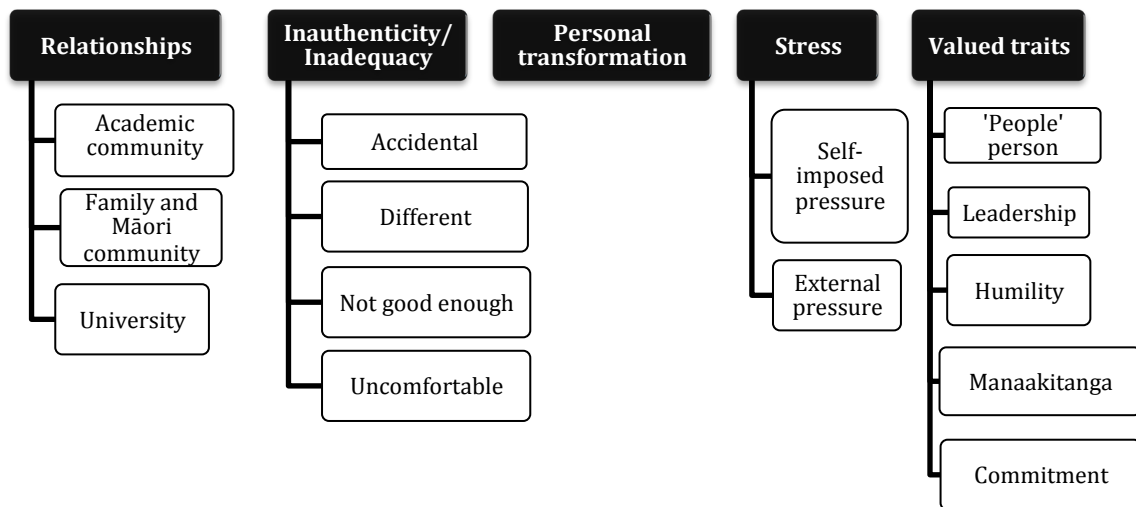 Relationships
Academic
community
Family and
Māori
community
University
Inauthenticity/
Inadequacy
Accidental
Different
Not good enough
Uncomfortable
Personal
transformation
Stress
Self-
imposed
pressure
External
pressure
Valued traits
'People'
person
Leadership
Humility
Manaakitanga
Commitment